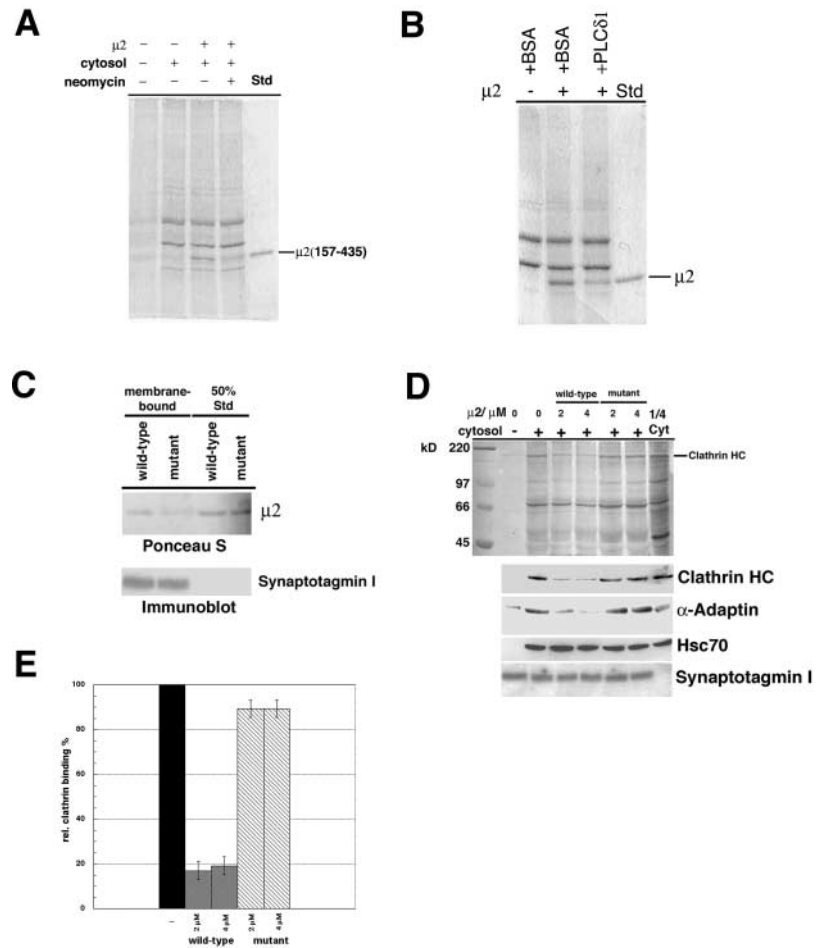 A
μ2 – – + +
cytosol – + + +
neomycin + Std
μ2(157-435)
B
+BSA +BSA +PLCδ1
μ2 - + + Std
μ2
C
membrane-bound 50% Std
wild-type mutant wild-type mutant
μ2
Ponceau S
Synaptotagmin I
Immunoblot
D
wild-type mutant
μ2/ μM 0 0 2 4 2 4 1/4
cytosol - + + + + + Cyt
kD
220
97
66
45
Clathrin HC
Clathrin HC
α-Adaptin
Hsc70
Synaptotagmin I
E
rel. clathrin binding %
100
80
60
40
20
0
– 2 μM 4 μM 2 μM 4 μM
wild-type mutant